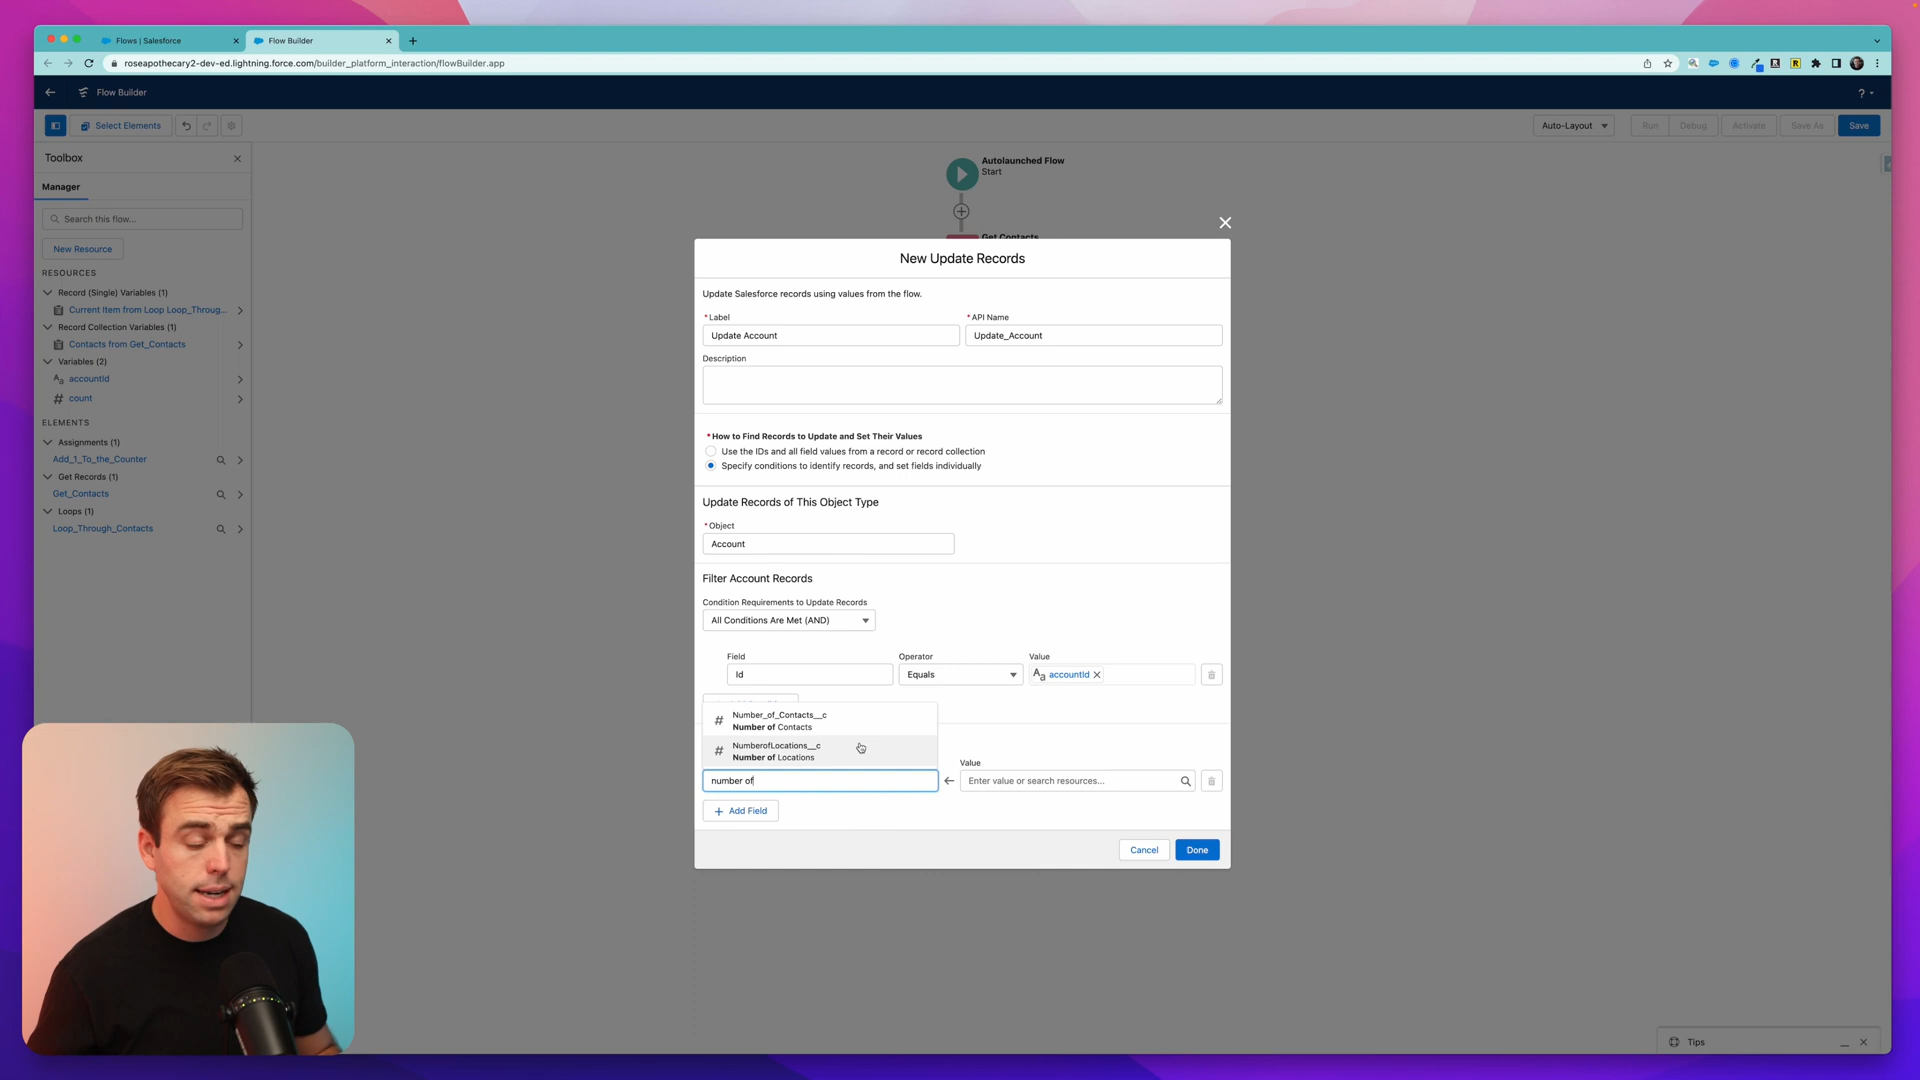 Flows | Salesforce
Flow Builder
roseapothecary2-dev-ed.lightning.force.com/builder_platform_interaction/flowBuilder.app
Flow Builder
?
Select Elements
Auto-Layout
Run
Debug
Activate
Save As
Save
Toolbox
Manager
Search this flow...
New Resource
RESOURCES
Record (Single) Variables (1)
Current Item from Loop Loop_Throug...
Record Collection Variables (1)
Contacts from Get_Contacts
Variables (2)
accountId
count
ELEMENTS
Assignments (1)
Add_1_To_the_Counter
Get Records (1)
Get_Contacts
Loops (1)
Loop_Through_Contacts
Autolaunched Flow
Start
Get Contacts
New Update Records
Update Salesforce records using values from the flow.
* Label
* API Name
Update Account
Update_Account
Description
* How to Find Records to Update and Set Their Values
Use the IDs and all field values from a record or record collection
Specify conditions to identify records, and set fields individually
Update Records of This Object Type
* Object
Account
Filter Account Records
Condition Requirements to Update Records
All Conditions Are Met (AND)
Field
Operator
Value
Id
Equals
accountId
Number_of_Contacts__c
Number of Contacts
NumberofLocations__c
Number of Locations
Value
number of
Enter value or search resources...
+ Add Field
Cancel
Done
Tips